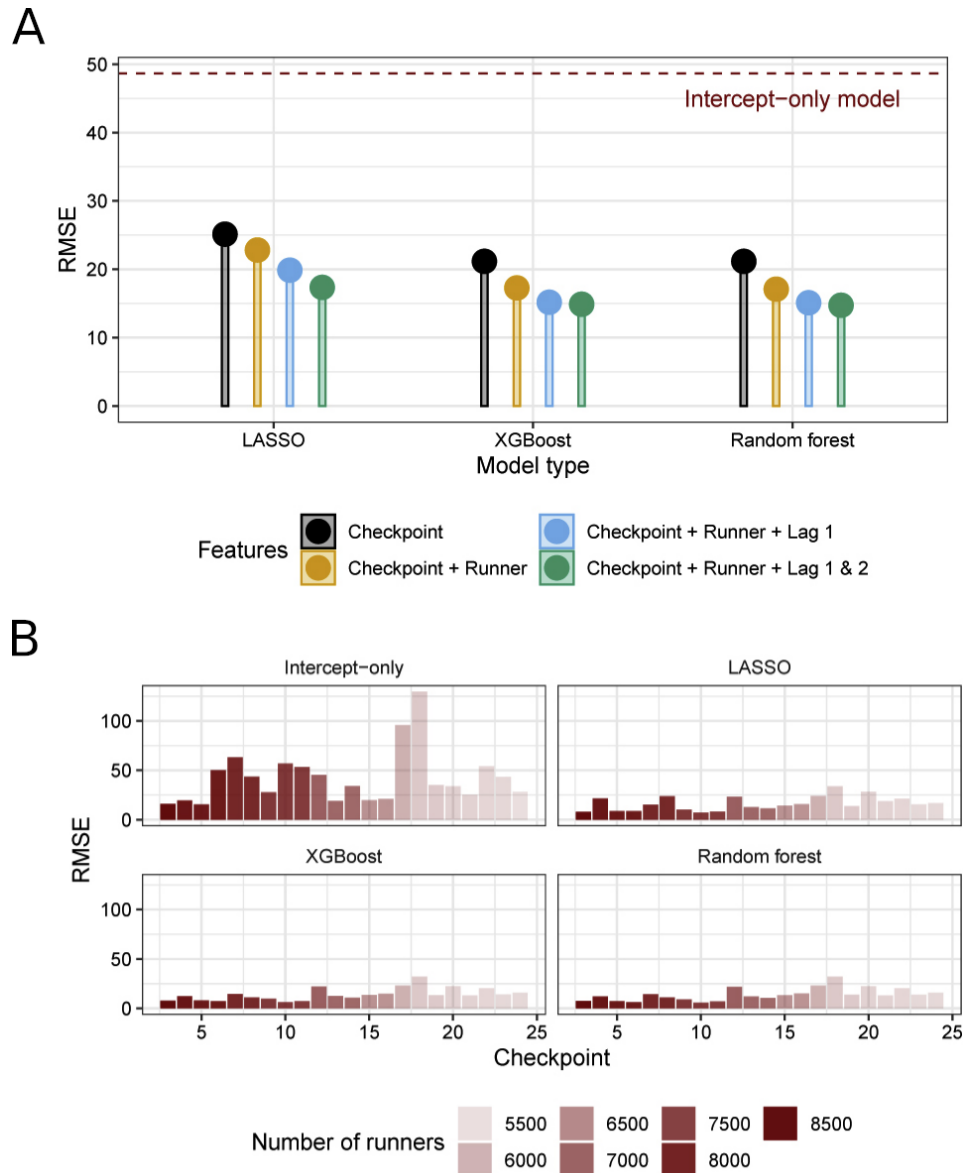 A
50
Intercept−only model
40
30
RMSE
20
10
0
LASSO XGBoost Random forest
Model type
Features
Checkpoint Checkpoint + Runner + Lag 1
Checkpoint + Runner Checkpoint + Runner + Lag 1 & 2
B
Intercept−only LASSO
100
50
0
RMSE
XGBoost Random forest
100
50
0
5 10 15 20 25 5 10 15 20 25
Checkpoint
Number of runners
5500 6500 7500 8500
6000 7000 8000